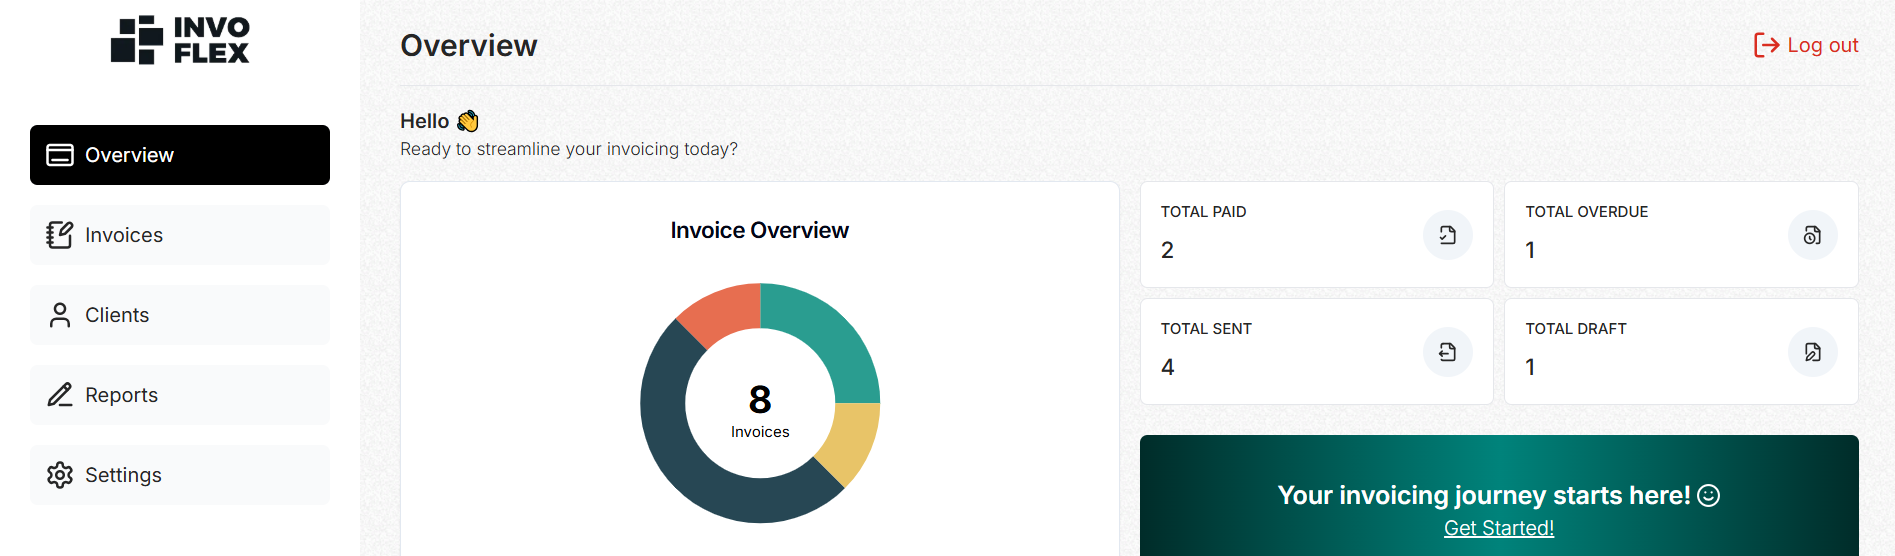 INVO
FLEX
Overview
Invoices
Clients
Reports
Settings
Overview
Log out
Hello 👋
Ready to streamline your invoicing today?
Invoice Overview
8
Invoices
TOTAL PAID
2
TOTAL OVERDUE
1
TOTAL SENT
4
TOTAL DRAFT
1
Your invoicing journey starts here!
Get Started!